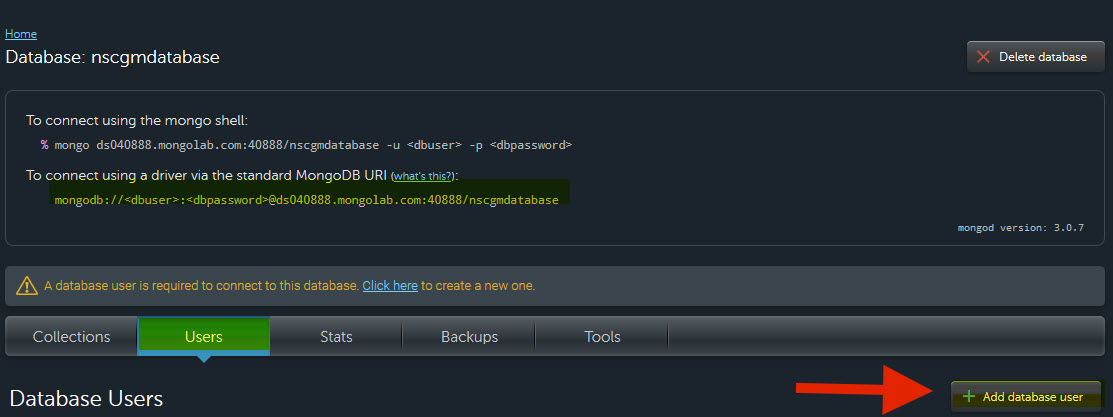 Home
Database: nscgmdatabase
Delete database
To connect using the mongo shell:
% mongo ds040888.mongolab.com:40888/nscgmdatabase -u <dbuser> -p <dbpassword>
To connect using a driver via the standard MongoDB URI (what's this?):
mongodb://<dbuser>:<dbpassword>@ds040888.mongolab.com:40888/nscgmdatabase
mongod version: 3.0.7
A database user is required to connect to this database. Click here to create a new one.
Collections Users Stats Backups Tools
Database Users
+ Add database user